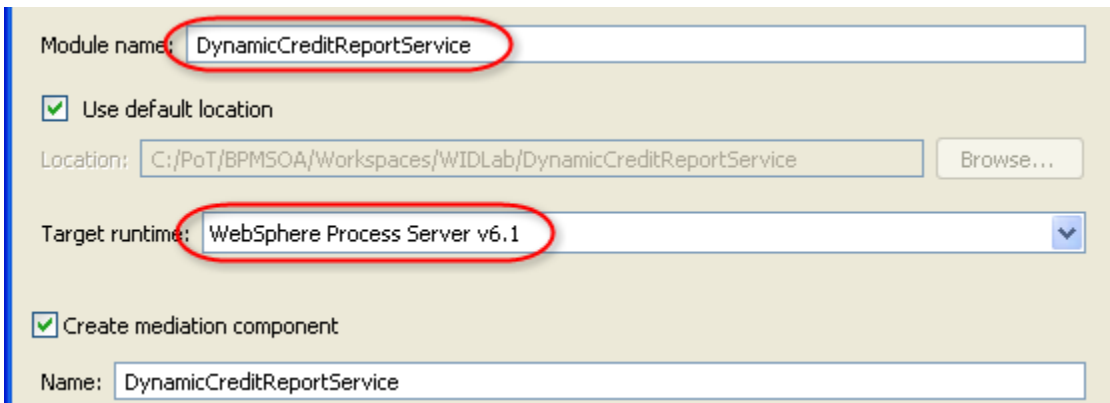 Module name: DynamicCreditReportService
Use default location
Location: C:/PoT/BPMSOA/Workspaces/WIDLab/DynamicCreditReportService Browse...
Target runtime: WebSphere Process Server v6.1
Create mediation component
Name: DynamicCreditReportService